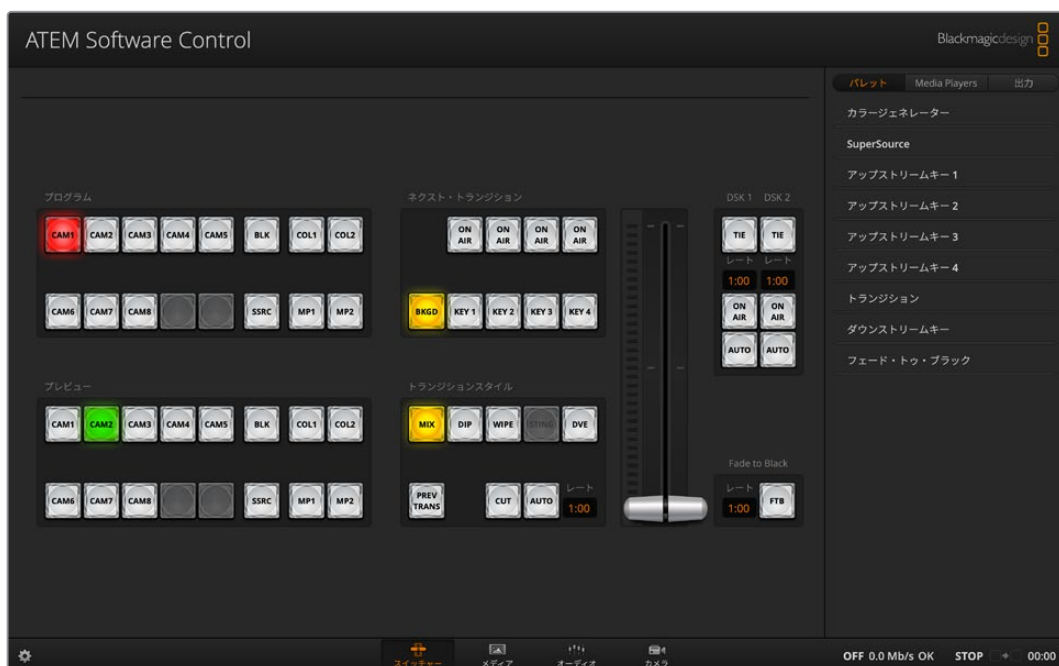 ATEM Software Control
Blackmagicdesign
パレット Media Players 出力
カラージェネレーター
SuperSource
アップストリームキー 1
アップストリームキー 2
アップストリームキー 3
アップストリームキー 4
トランジション
ダウンストリームキー
フェード・トゥ・ブラック
プログラム
CAM1 CAM2 CAM3 CAM4 CAM5 BLK COL1 COL2
CAM6 CAM7 CAM8 SSRC MP1 MP2
ネクスト・トランジション
ON AIR ON AIR ON AIR ON AIR
BKGD KEY 1 KEY 2 KEY 3 KEY 4
DSK 1 DSK 2
TIE TIE
レート レート
1:00 1:00
ON AIR ON AIR
AUTO AUTO
プレビュー
CAM1 CAM2 CAM3 CAM4 CAM5 BLK COL1 COL2
CAM6 CAM7 CAM8 SSRC MP1 MP2
トランジションスタイル
MIX DIP WIPE STING DVE
PREV TRANS CUT AUTO レート 1:00
Fade to Black
レート
1:00 FTB
スイッチャー メディア オーディオ カメラ
OFF 0.0 Mb/s OK STOP 00:00